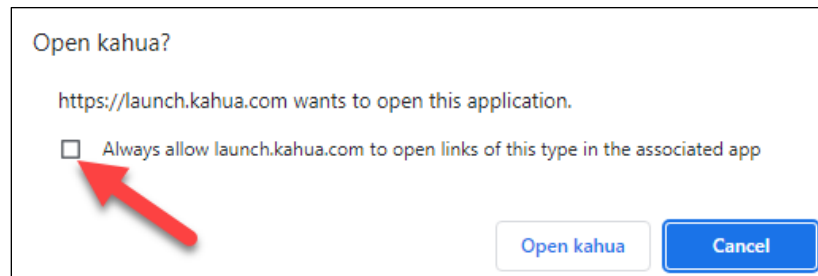 Open kahua?
https://launch.kahua.com wants to open this application.
Always allow launch.kahua.com to open links of this type in the associated app
Open kahua
Cancel